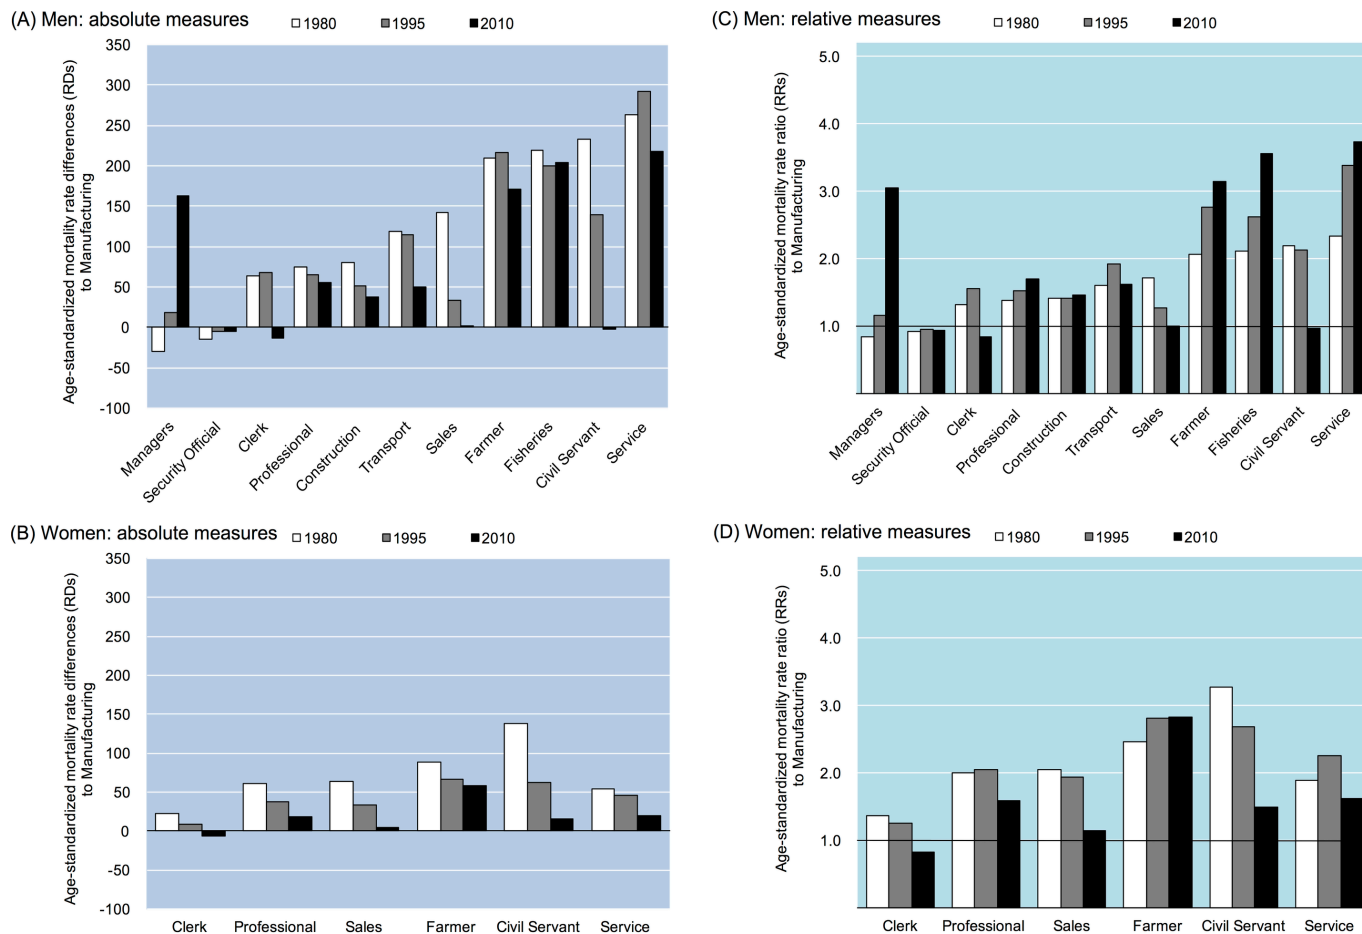 (A) Men: absolute measures
1980
1995
2010
Age-standardized mortality rate differences (RDs)
to Manufacturing
350
300
250
200
150
100
50
0
-50
-100
Managers
Security Official
Clerk
Professional
Construction
Transport
Sales
Farmer
Fisheries
Civil Servant
Service
(C) Men: relative measures
1980
1995
2010
Age-standardized mortality rate ratio (RRs)
to Manufacturing
5.0
4.0
3.0
2.0
1.0
Managers
Security Official
Clerk
Professional
Construction
Transport
Sales
Farmer
Fisheries
Civil Servant
Service
(B) Women: absolute measures
1980
1995
2010
Age-standardized mortality rate differences (RDs)
to Manufacturing
350
300
250
200
150
100
50
0
-50
-100
Clerk
Professional
Sales
Farmer
Civil Servant
Service
(D) Women: relative measures
1980
1995
2010
Age-standardized mortality rate ratio (RRs)
to Manufacturing
5.0
4.0
3.0
2.0
1.0
Clerk
Professional
Sales
Farmer
Civil Servant
Service